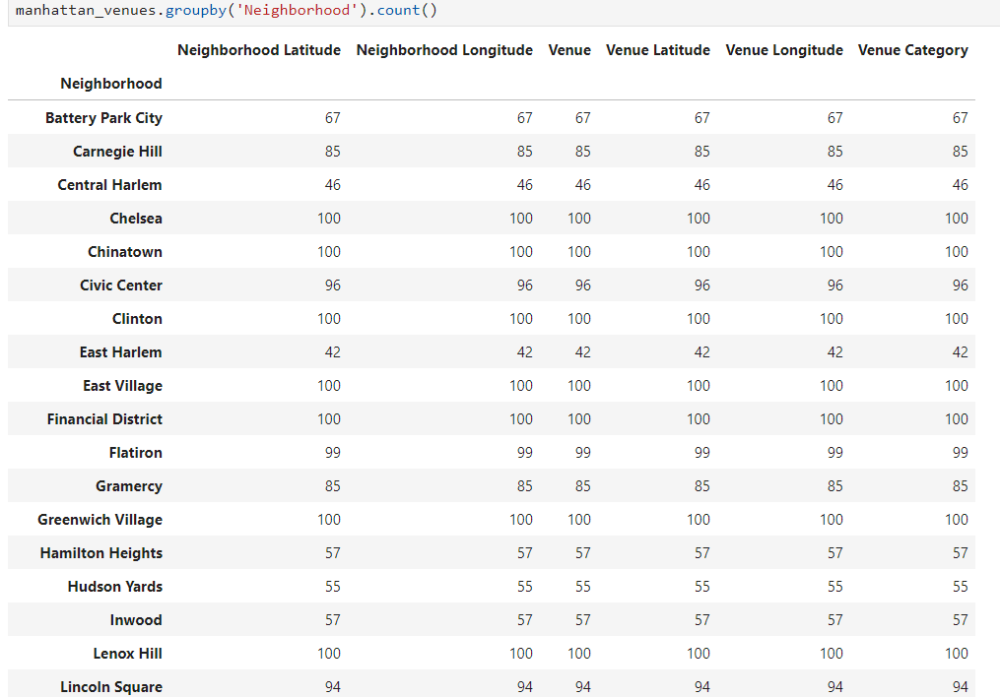 manhattan_venues.groupby('Neighborhood').count()
Neighborhood Latitude Neighborhood Longitude Venue Venue Latitude Venue Longitude Venue Category
Neighborhood
Battery Park City 67 67 67 67 67 67
Carnegie Hill 85 85 85 85 85 85
Central Harlem 46 46 46 46 46 46
Chelsea 100 100 100 100 100 100
Chinatown 100 100 100 100 100 100
Civic Center 96 96 96 96 96 96
Clinton 100 100 100 100 100 100
East Harlem 42 42 42 42 42 42
East Village 100 100 100 100 100 100
Financial District 100 100 100 100 100 100
Flatiron 99 99 99 99 99 99
Gramercy 85 85 85 85 85 85
Greenwich Village 100 100 100 100 100 100
Hamilton Heights 57 57 57 57 57 57
Hudson Yards 55 55 55 55 55 55
Inwood 57 57 57 57 57 57
Lenox Hill 100 100 100 100 100 100
Lincoln Square 94 94 94 94 94 94